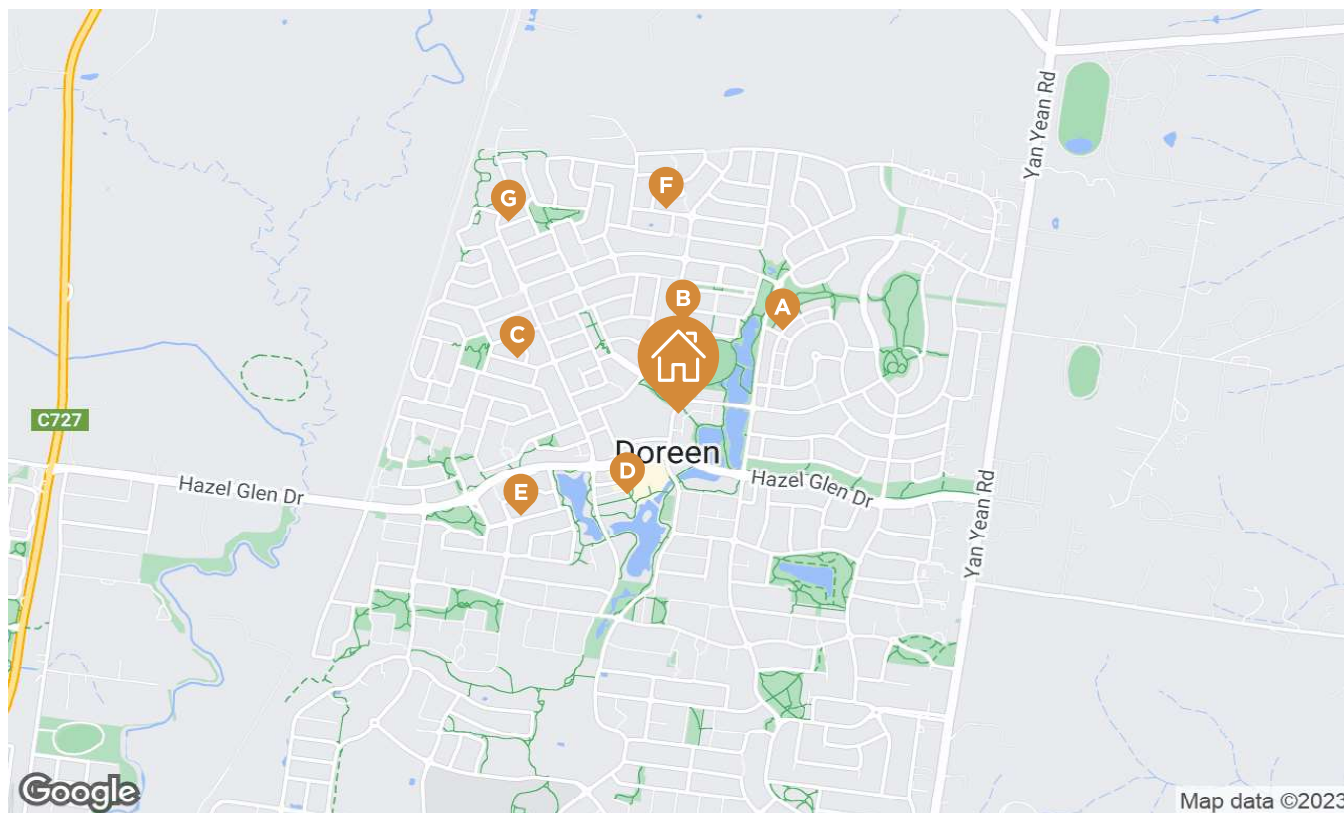 Yan Yean Rd
F
G
B
A
C
C727
Doreen
D
Hazel Glen Dr
Hazel Glen Dr
E
Yan Yean Rd
Google
Map data ©2023